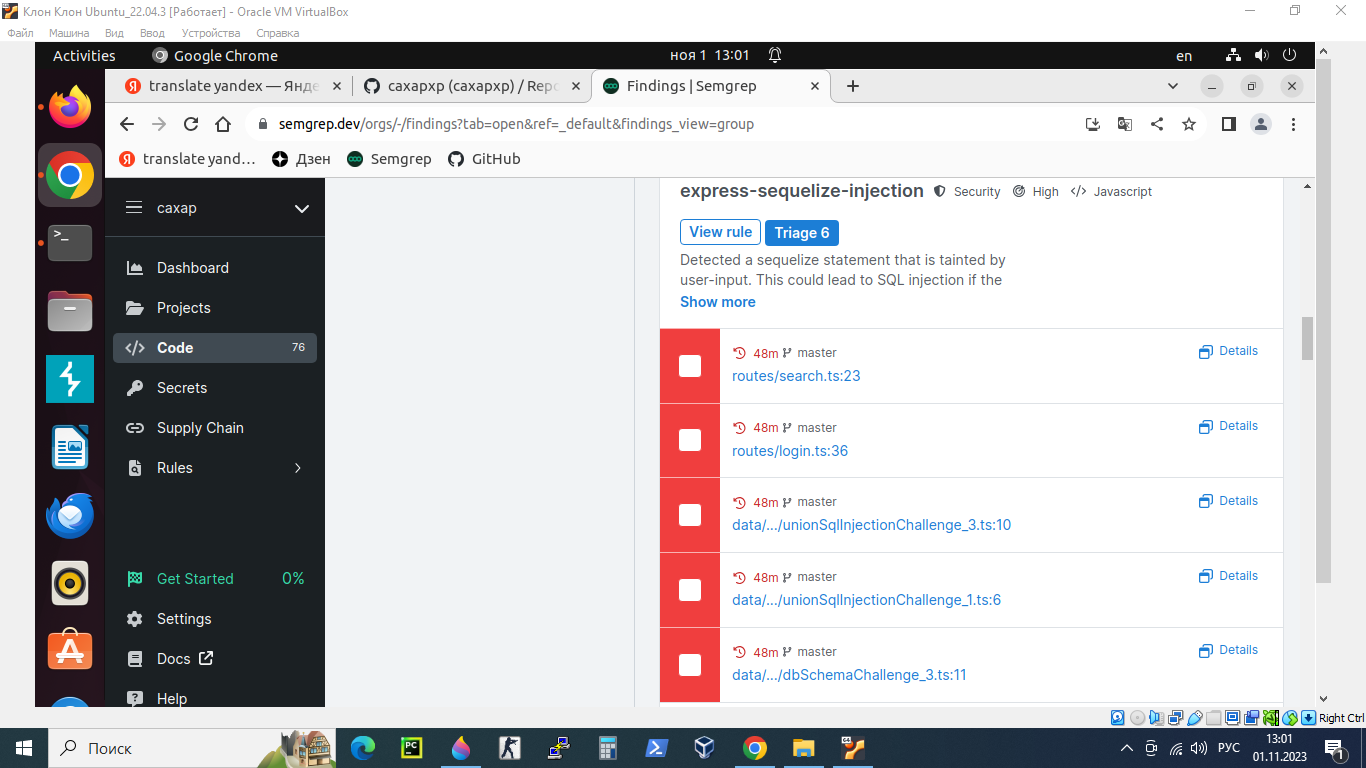 Клон Клон Ubuntu_22.04.3 [Работает] - Oracle VM VirtualBox
Файл Машина Вид Ввод Устройства Справка
Activities Google Chrome ноя 1 13:01 en
translate yandex — Янде caxapxp (caxapxp) / Repo Findings | Semgrep
semgrep.dev/orgs/-/findings?tab=open&ref=_default&findings_view=group
translate yand... Дзен Semgrep GitHub
caxap
Dashboard
Projects
Code 76
Secrets
Supply Chain
Rules
Get Started 0%
Settings
Docs
Help
express-sequelize-injection Security High Javascript
View rule Triage 6
Detected a sequelize statement that is tainted by
user-input. This could lead to SQL injection if the
Show more
48m master Details
routes/search.ts:23
48m master Details
routes/login.ts:36
48m master Details
data/.../unionSqlInjectionChallenge_3.ts:10
48m master Details
data/.../unionSqlInjectionChallenge_1.ts:6
48m master Details
data/.../dbSchemaChallenge_3.ts:11
Right Ctrl
Поиск РУС 13:01
01.11.2023 1